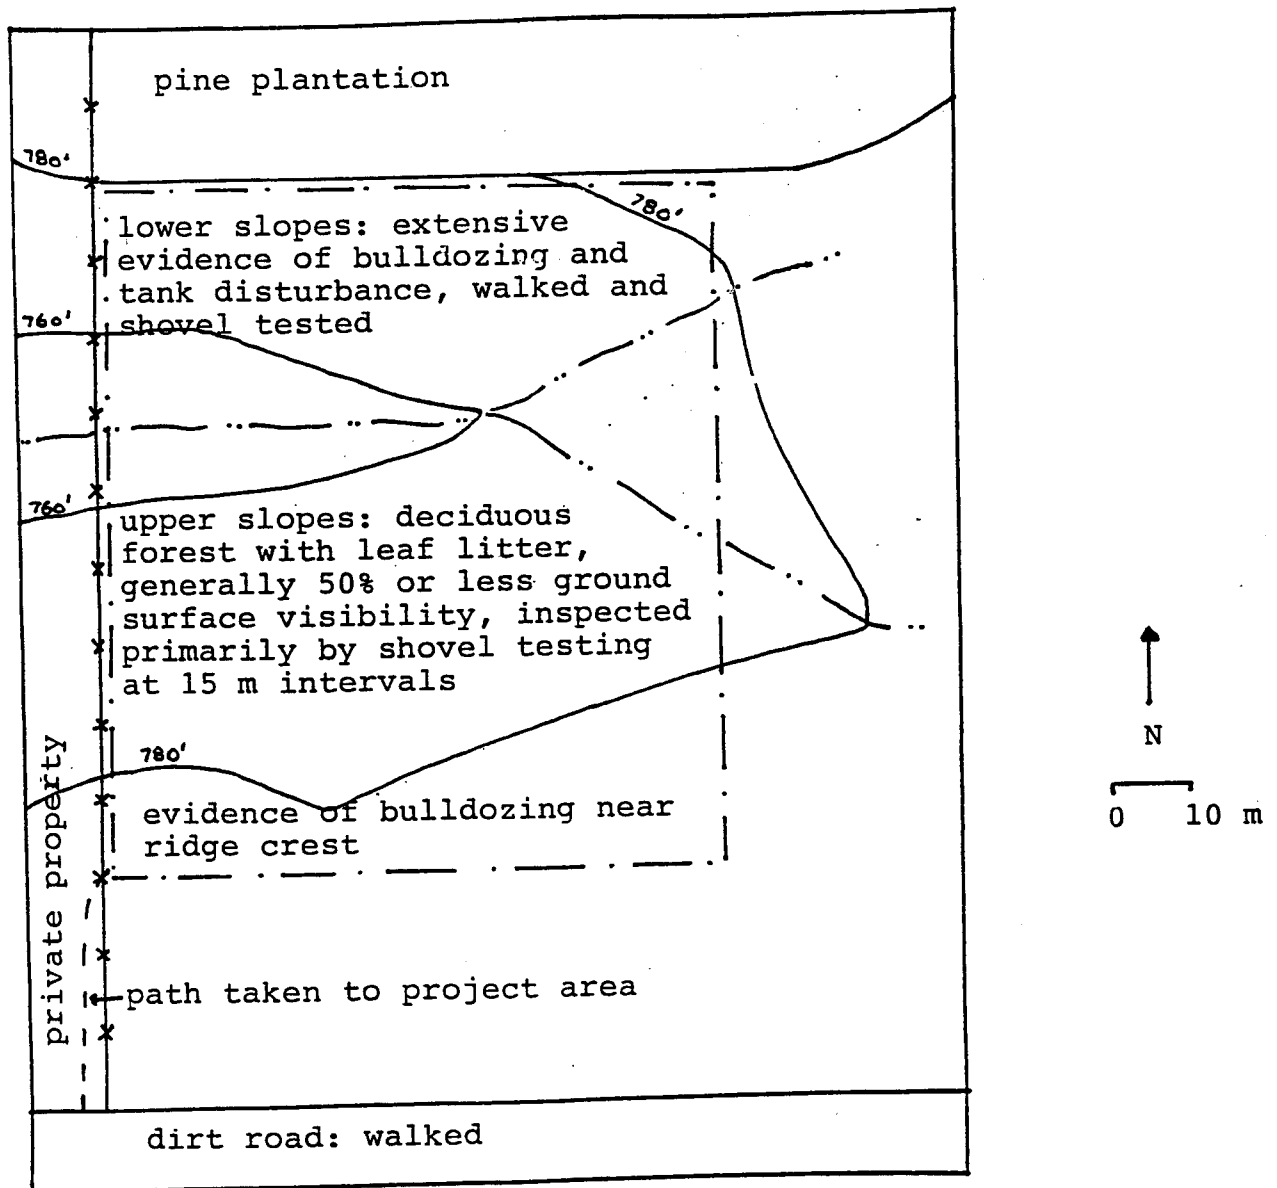 pine plantation
780'
780'
lower slopes: extensive
evidence of bulldozing and
tank disturbance, walked and
shovel tested
760'
760'
upper slopes: deciduous
forest with leaf litter,
generally 50% or less ground
surface visibility, inspected
primarily by shovel testing
at 15 m intervals
N
0 10 m
780'
evidence of bulldozing near
ridge crest
private property
path taken to project area
dirt road: walked